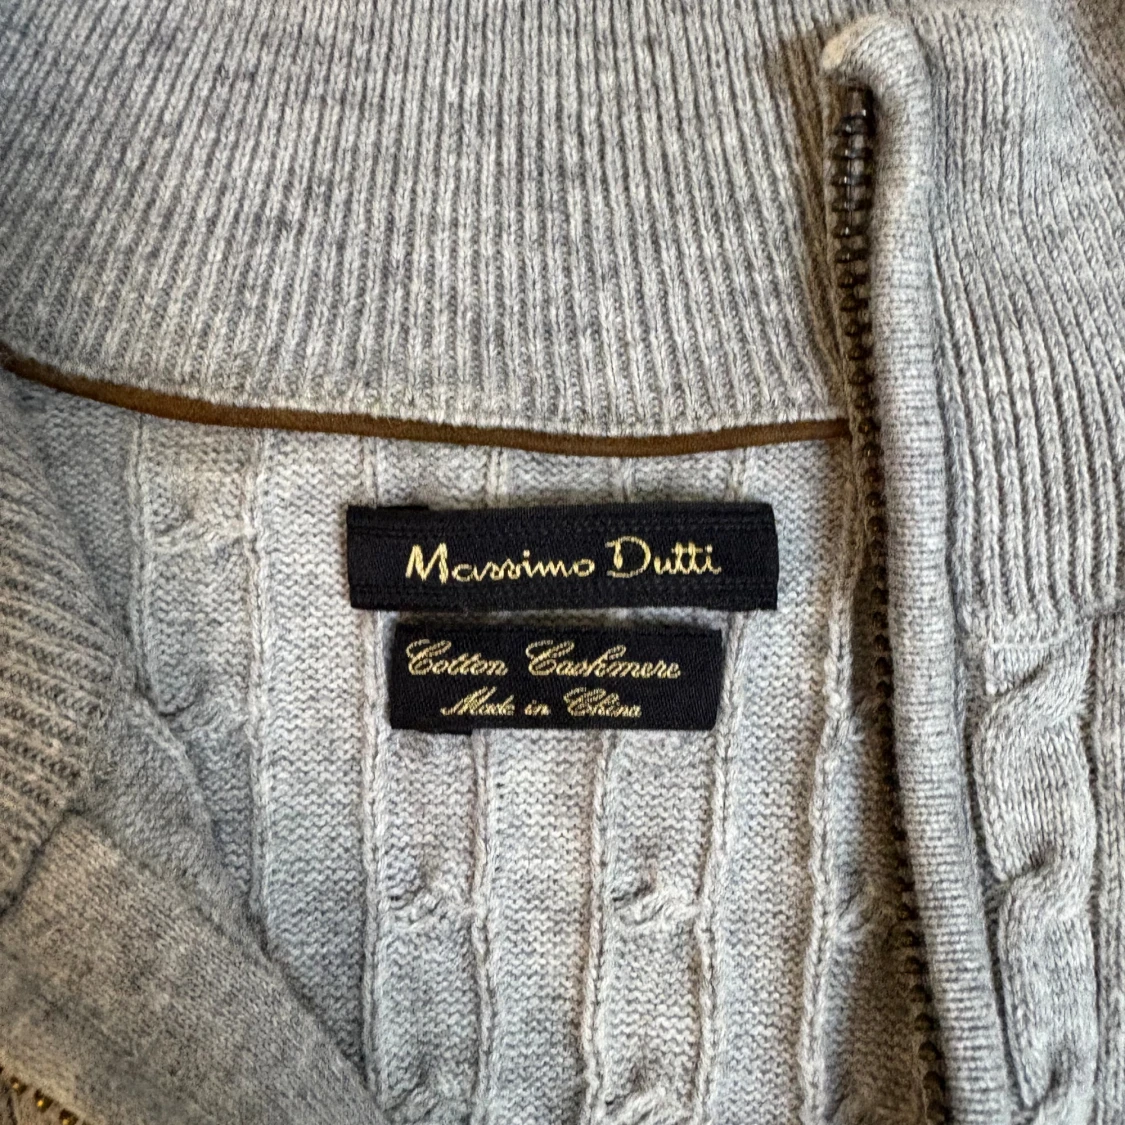 Massimo Dutti
Cotton Cashmere
Made in China